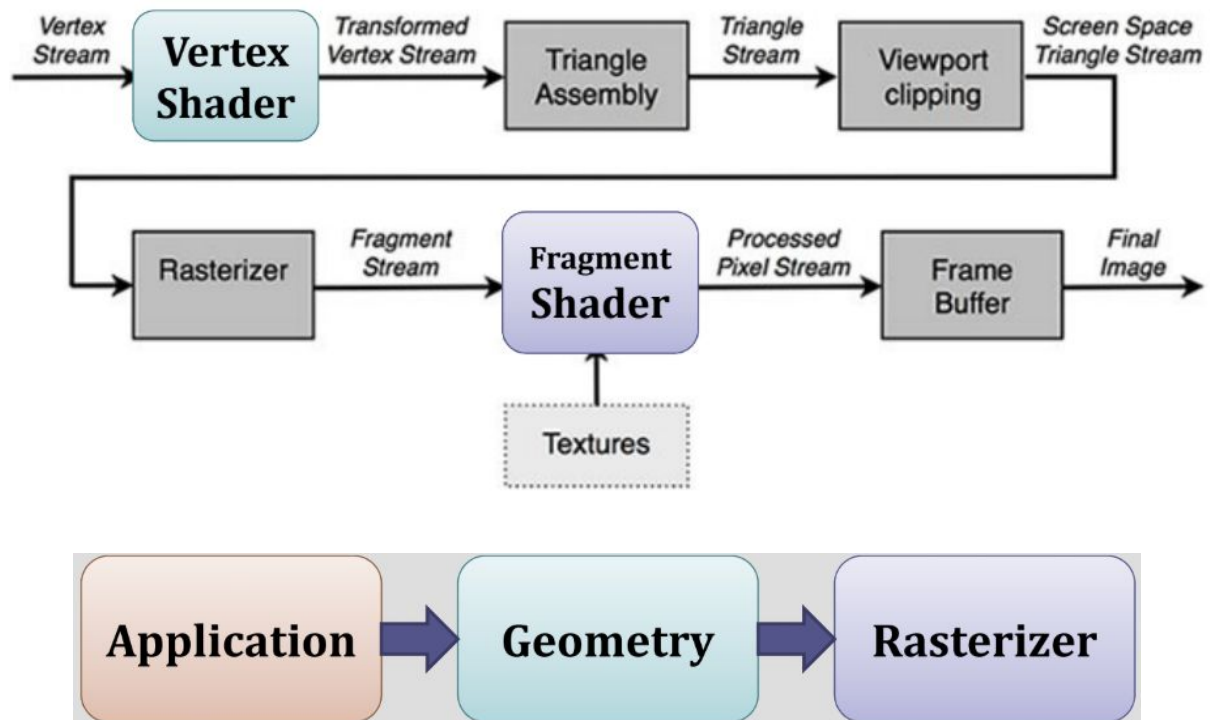 Vertex
Stream
Vertex
Shader
Transformed
Vertex Stream
Triangle
Assembly
Triangle
Stream
Viewport
clipping
Screen Space
Triangle Stream
Rasterizer
Fragment
Stream
Fragment
Shader
Processed
Pixel Stream
Frame
Buffer
Final
Image
Textures
Application
Geometry
Rasterizer